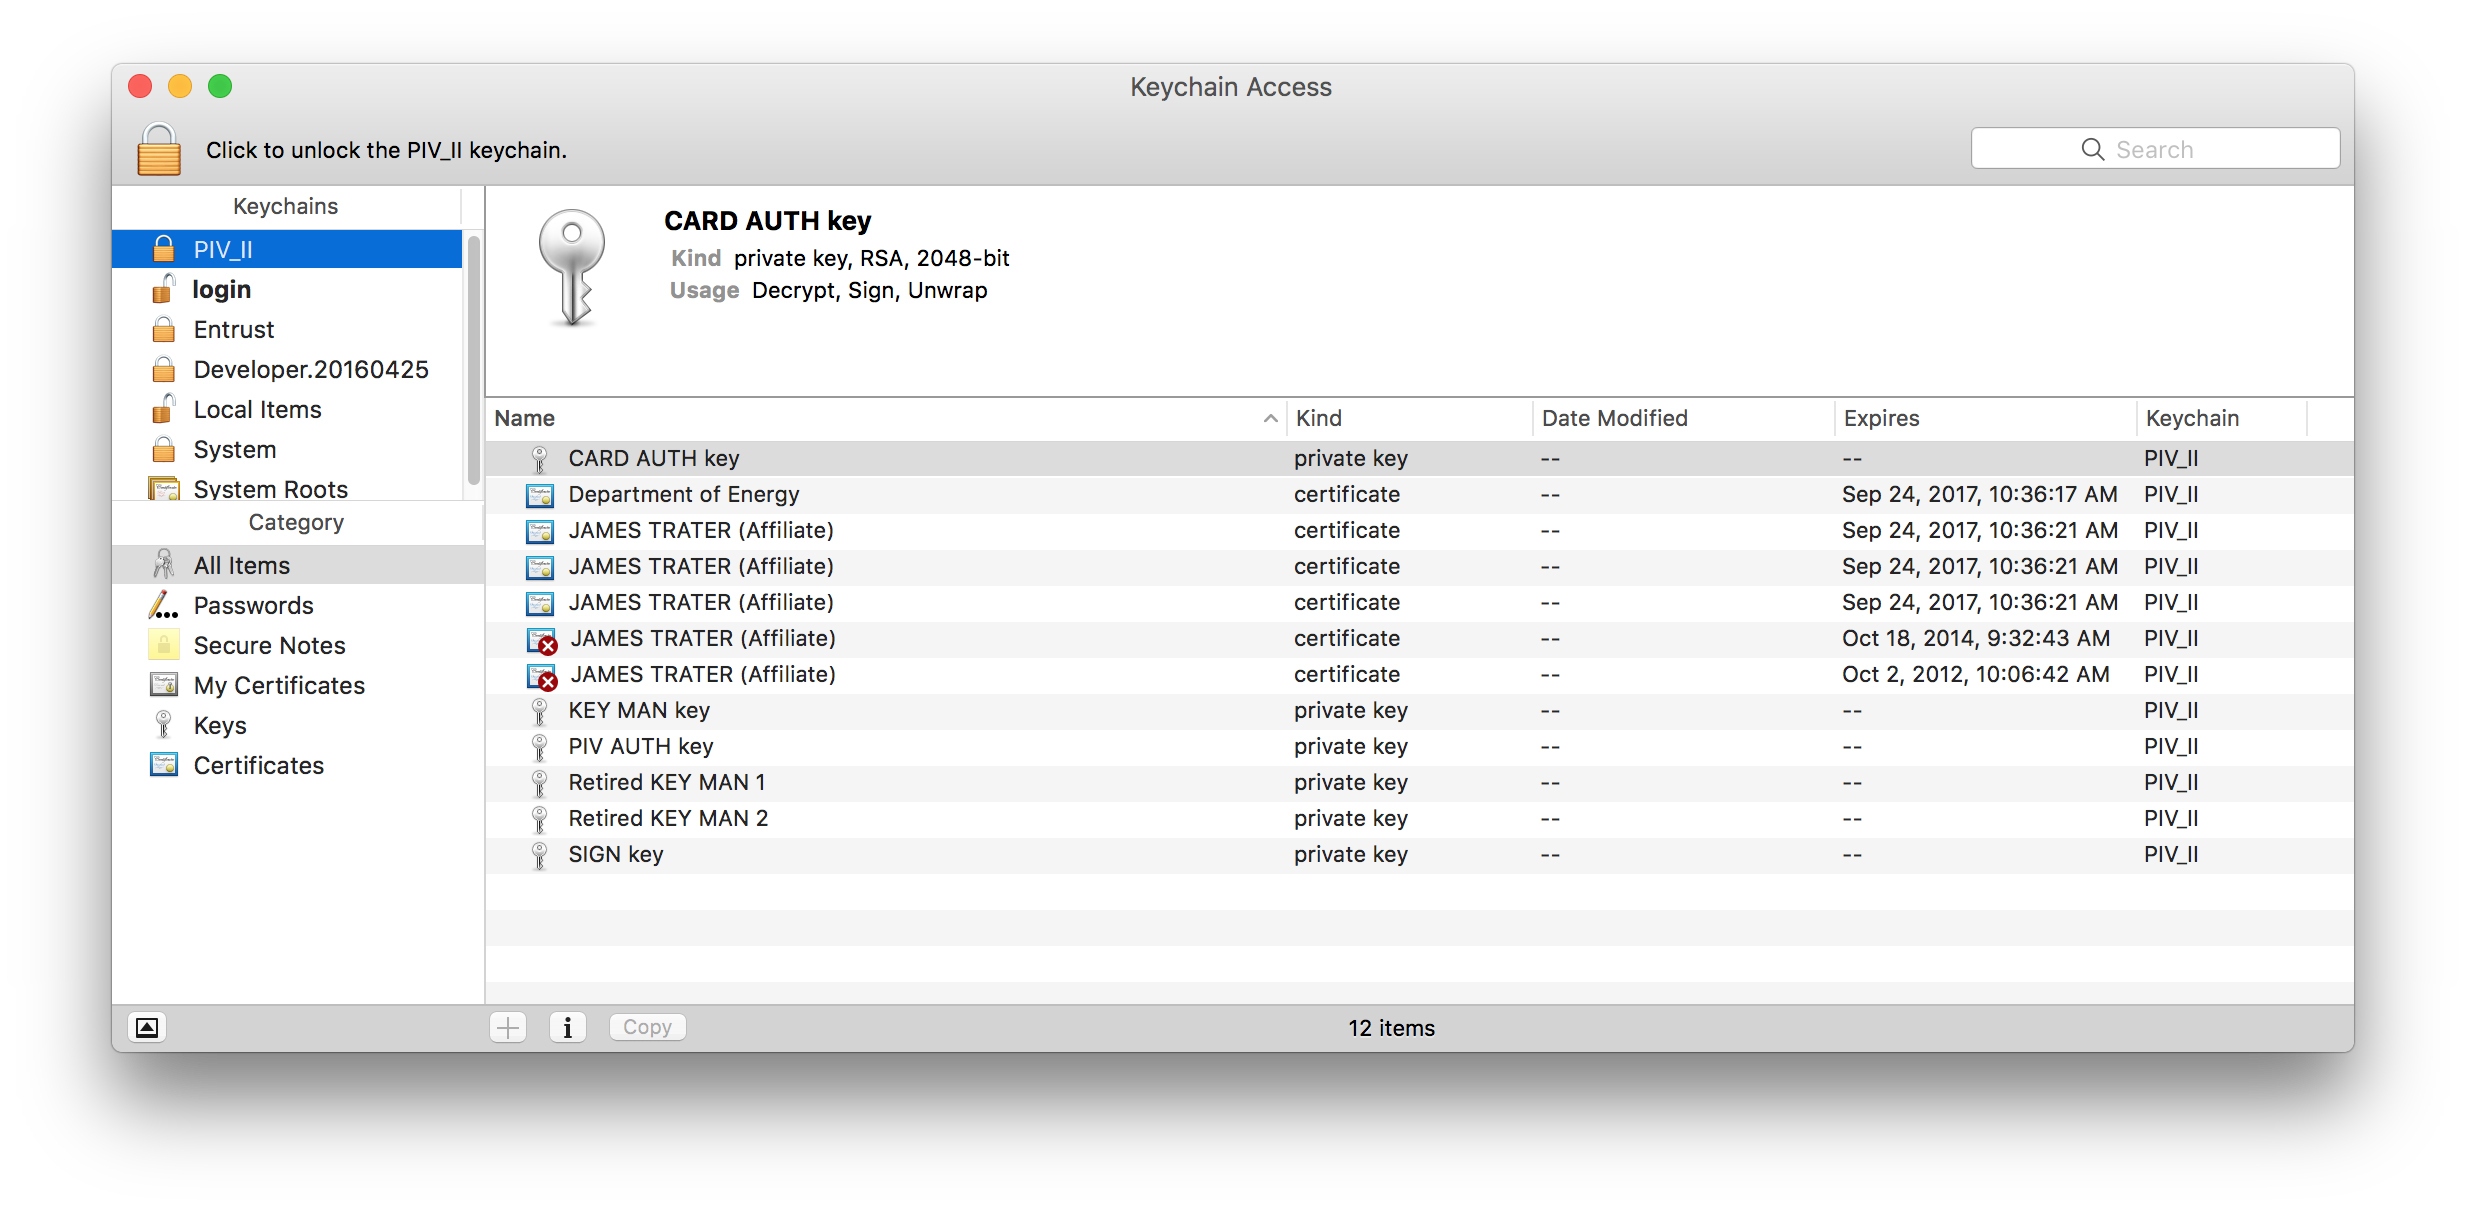 Keychain Access
Click to unlock the PIV_II keychain.
Search
Keychains
PIV_II
login
Entrust
Developer.20160425
Local Items
System
System Roots
Category
All Items
Passwords
Secure Notes
My Certificates
Keys
Certificates
CARD AUTH key
Kind private key, RSA, 2048-bit
Usage Decrypt, Sign, Unwrap
Name Kind Date Modified Expires Keychain
CARD AUTH key private key -- -- PIV_II
Department of Energy certificate -- Sep 24, 2017, 10:36:17 AM PIV_II
JAMES TRATER (Affiliate) certificate -- Sep 24, 2017, 10:36:21 AM PIV_II
JAMES TRATER (Affiliate) certificate -- Sep 24, 2017, 10:36:21 AM PIV_II
JAMES TRATER (Affiliate) certificate -- Sep 24, 2017, 10:36:21 AM PIV_II
JAMES TRATER (Affiliate) certificate -- Oct 18, 2014, 9:32:43 AM PIV_II
JAMES TRATER (Affiliate) certificate -- Oct 2, 2012, 10:06:42 AM PIV_II
KEY MAN key private key -- -- PIV_II
PIV AUTH key private key -- -- PIV_II
Retired KEY MAN 1 private key -- -- PIV_II
Retired KEY MAN 2 private key -- -- PIV_II
SIGN key private key -- -- PIV_II
Copy
12 items